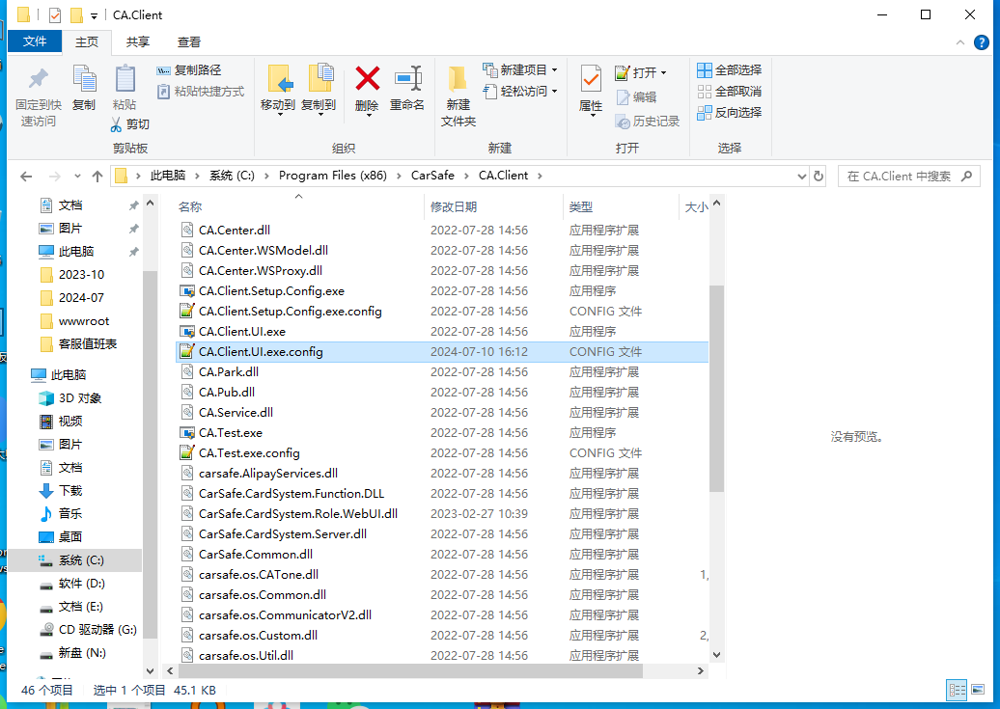 CA.Client
文件 主页 共享 查看
固定到快速访问
复制
粘贴
复制路径
粘贴快捷方式
剪切
剪贴板
移动到
复制到
删除
重命名
组织
新建文件夹
新建项目
轻松访问
新建
属性
打开
编辑
历史记录
打开
全部选择
全部取消
反向选择
选择
此电脑 系统 (C:) Program Files (x86) CarSafe CA.Client
在 CA.Client 中搜索
文档
图片
此电脑
2023-10
2024-07
wwwroot
客服值班表
此电脑
3D 对象
视频
图片
文档
下载
音乐
桌面
系统 (C:)
软件 (D:)
文档 (E:)
CD 驱动器 (G:)
新盘 (N:)
名称 修改日期 类型 大小
CA.Center.dll 2022-07-28 14:56 应用程序扩展
CA.Center.WSModel.dll 2022-07-28 14:56 应用程序扩展
CA.Center.WSProxy.dll 2022-07-28 14:56 应用程序扩展
CA.Client.Setup.Config.exe 2022-07-28 14:56 应用程序
CA.Client.Setup.Config.exe.config 2022-07-28 14:56 CONFIG 文件
CA.Client.UI.exe 2022-07-28 14:56 应用程序
CA.Client.UI.exe.config 2024-07-10 16:12 CONFIG 文件
CA.Park.dll 2022-07-28 14:56 应用程序扩展
CA.Pub.dll 2022-07-28 14:56 应用程序扩展
CA.Service.dll 2022-07-28 14:56 应用程序扩展
CA.Test.exe 2022-07-28 14:56 应用程序
CA.Test.exe.config 2022-07-28 14:56 CONFIG 文件
carsafe.AlipayServices.dll 2022-07-28 14:56 应用程序扩展
CarSafe.CardSystem.Function.DLL 2022-07-28 14:56 应用程序扩展
CarSafe.CardSystem.Role.WebUI.dll 2023-02-27 10:39 应用程序扩展
CarSafe.CardSystem.Server.dll 2022-07-28 14:56 应用程序扩展
CarSafe.Common.dll 2022-07-28 14:56 应用程序扩展
carsafe.os.CATone.dll 2022-07-28 14:56 应用程序扩展 1,
carsafe.os.Common.dll 2022-07-28 14:56 应用程序扩展
carsafe.os.CommunicatorV2.dll 2022-07-28 14:56 应用程序扩展
carsafe.os.Custom.dll 2022-07-28 14:56 应用程序扩展 2,
carsafe.os.Util.dll 2022-07-28 14:56 应用程序扩展
没有预览。
46 个项目 选中 1 个项目 45.1 KB